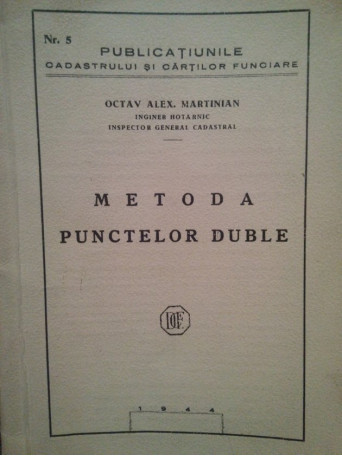 Nr. 5
PUBLICAȚIUNILE
CADASTRULUI ȘI CĂRȚILOR FUNCIARE
OCTAV ALEX. MARTINIAN
INGINER HOTARNIC
INSPECTOR GENERAL CADASTRAL
METODA
PUNCTELOR DUBLE
1944